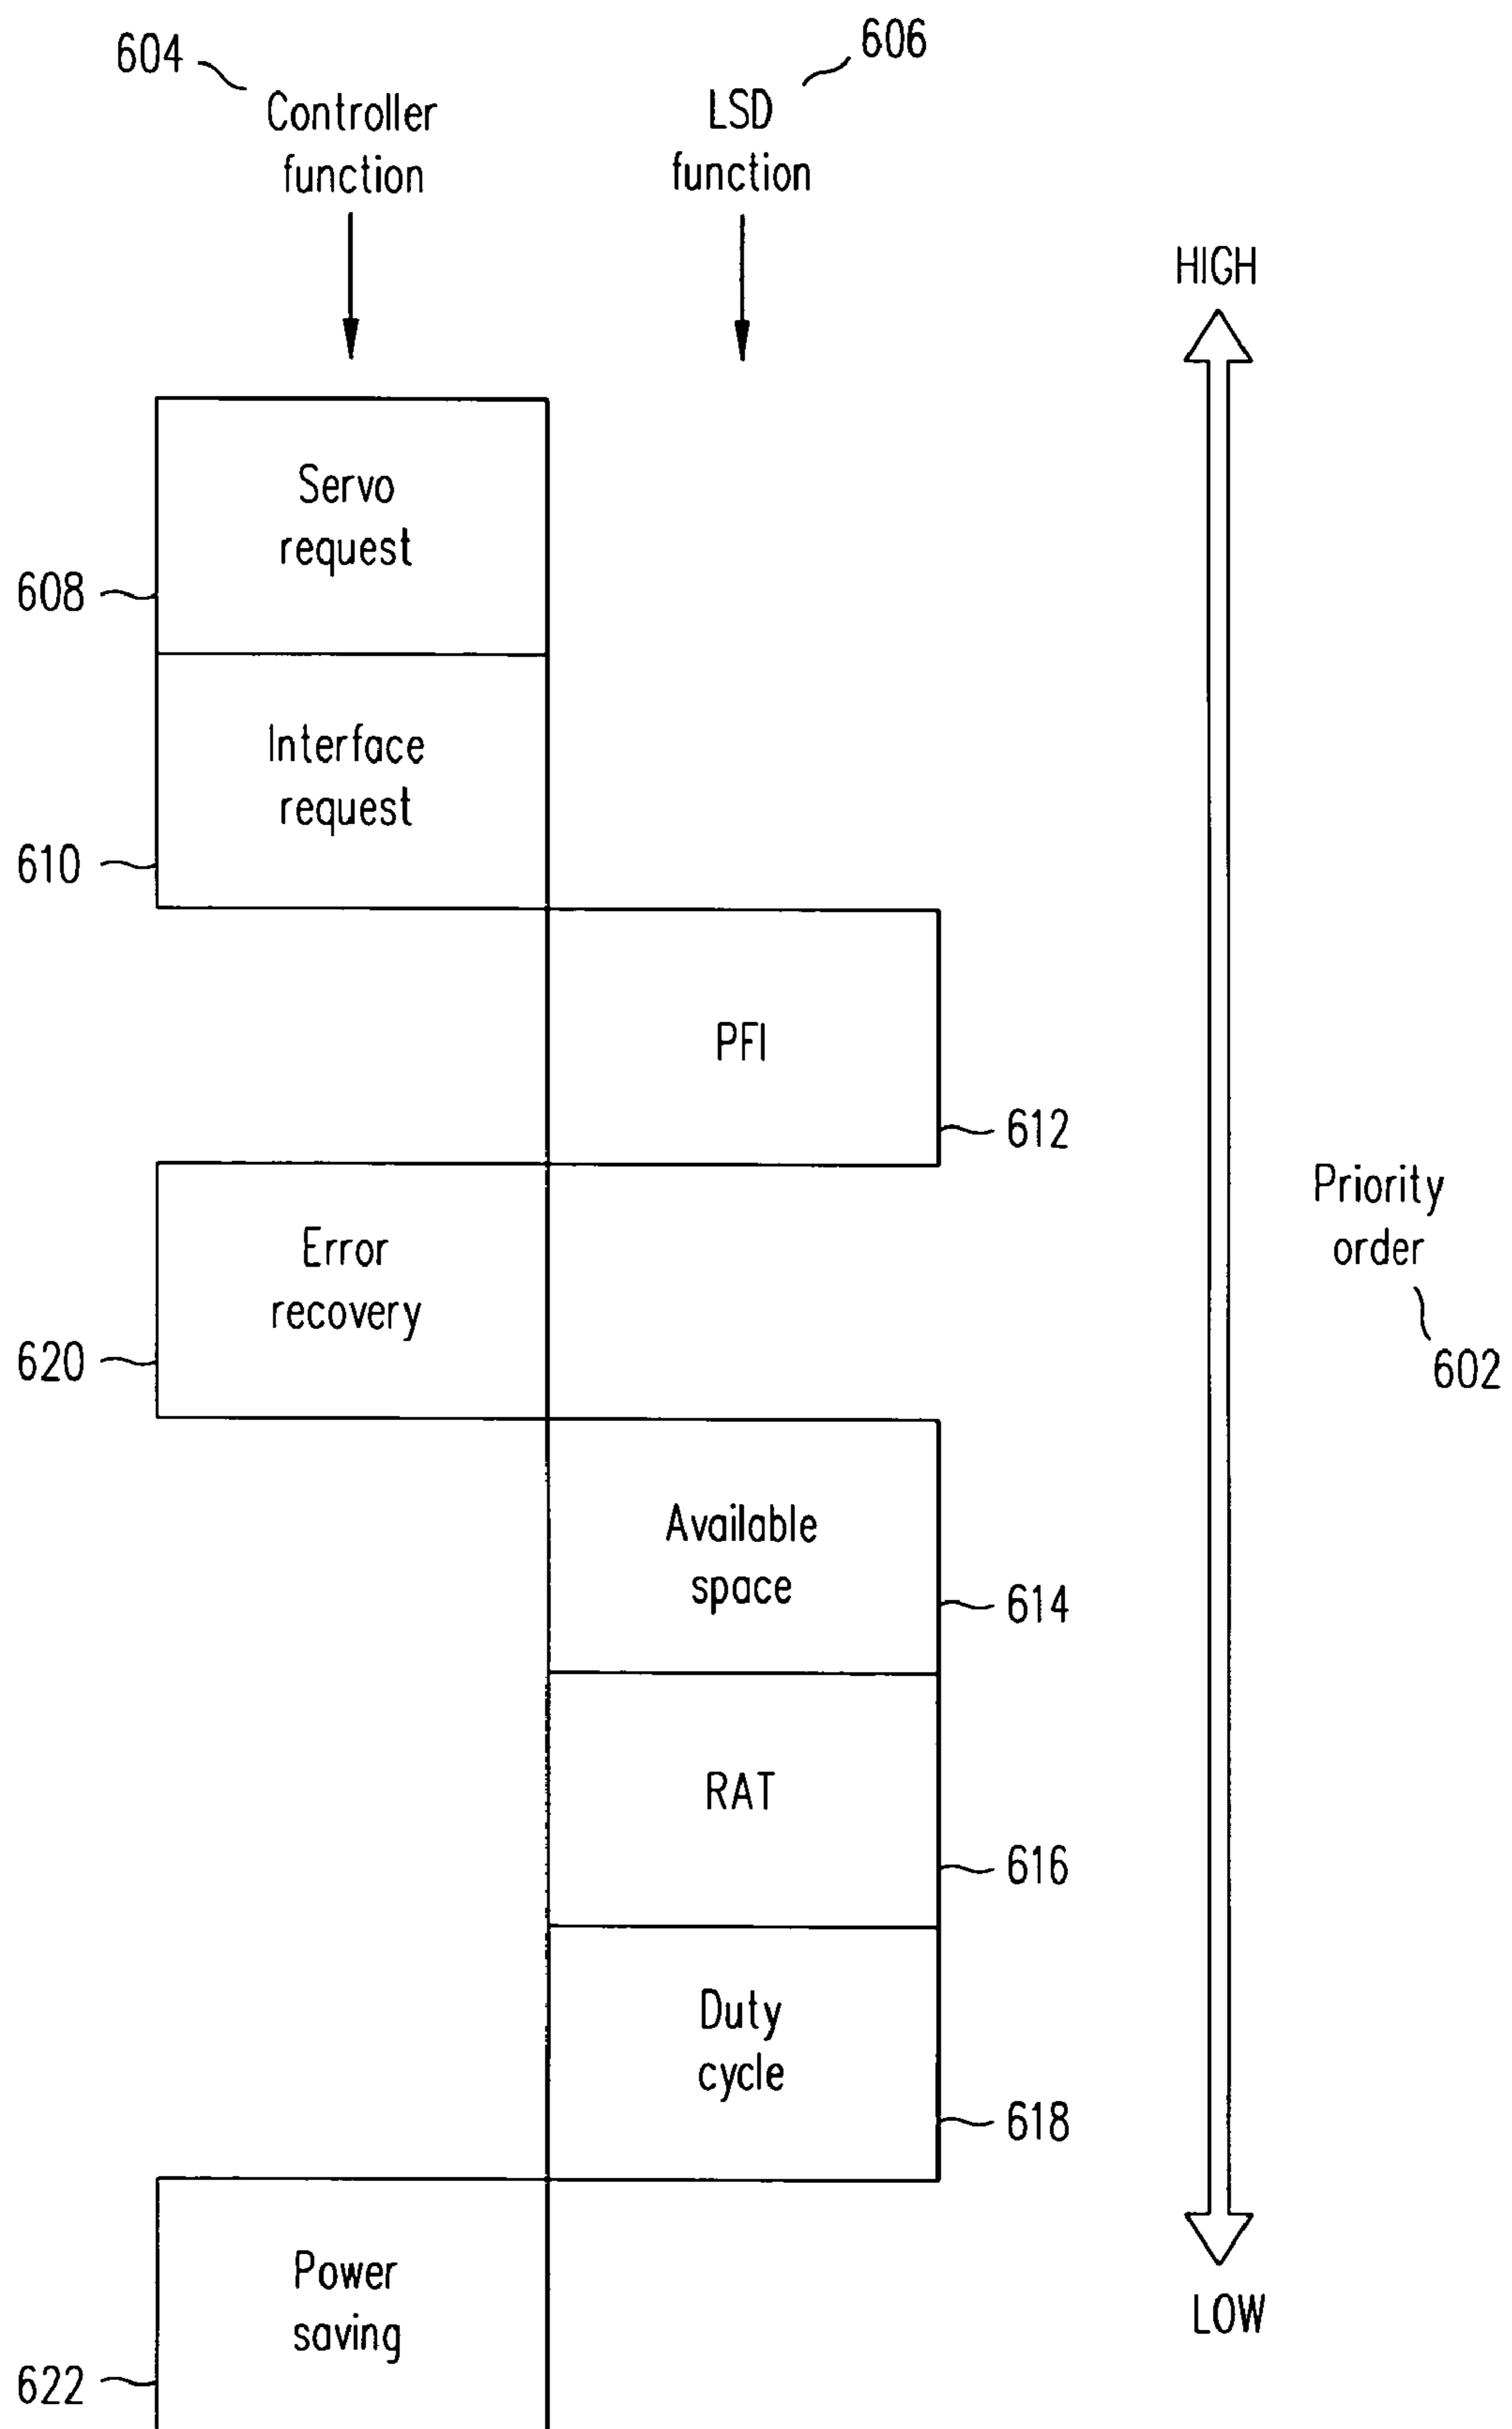 604
606
Controller
function
LSD
function
HIGH
Servo
request
608
Interface
request
610
PFI
612
Priority
order
602
Error
recovery
620
Available
space
614
RAT
616
Duty
cycle
618
Power
saving
622
LOW